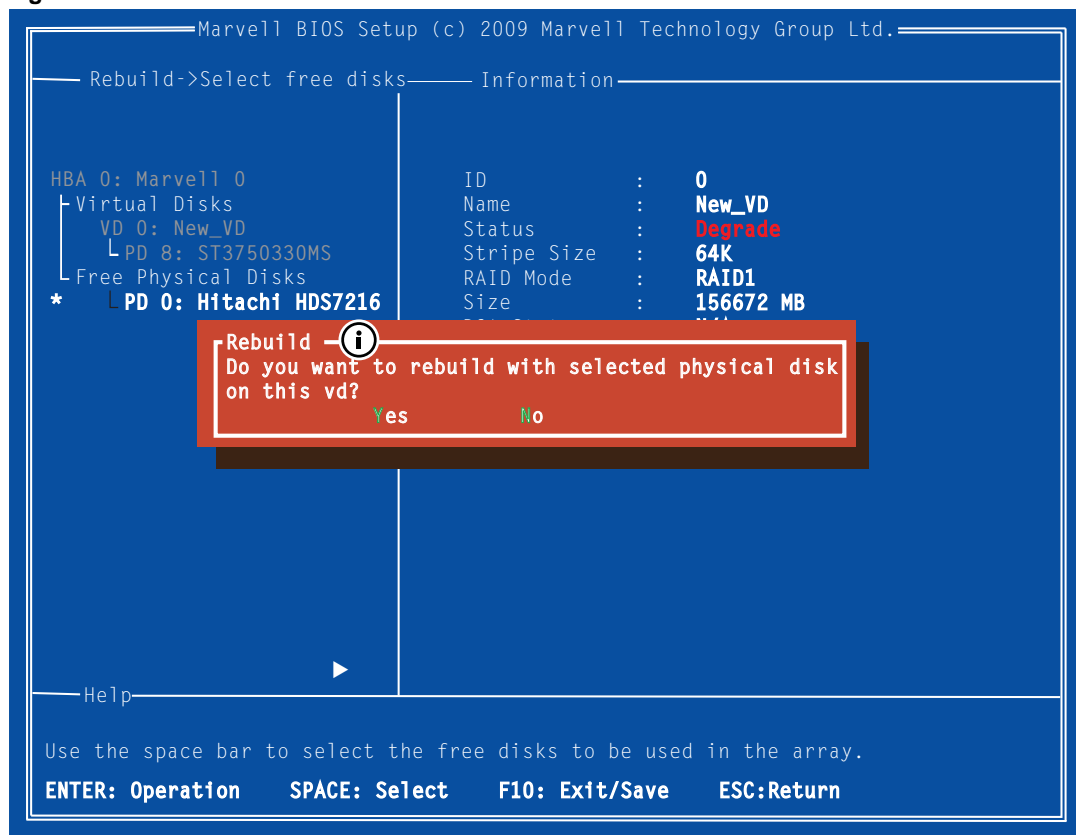 Marvell BIOS Setup (c) 2009 Marvell Technology Group Ltd.
Rebuild->Select free disks
Information
HBA 0: Marvell 0
Virtual Disks
VD 0: New_VD
PD 8: ST3750330MS
Free Physical Disks
* PD 0: Hitachi HDS7216
ID : 0
Name : New_VD
Status : Degrade
Stripe Size : 64K
RAID Mode : RAID1
Size : 156672 MB
Rebuild
Do you want to rebuild with selected physical disk
on this vd?
Yes No
Help
Use the space bar to select the free disks to be used in the array.
ENTER: Operation SPACE: Select F10: Exit/Save ESC:Return